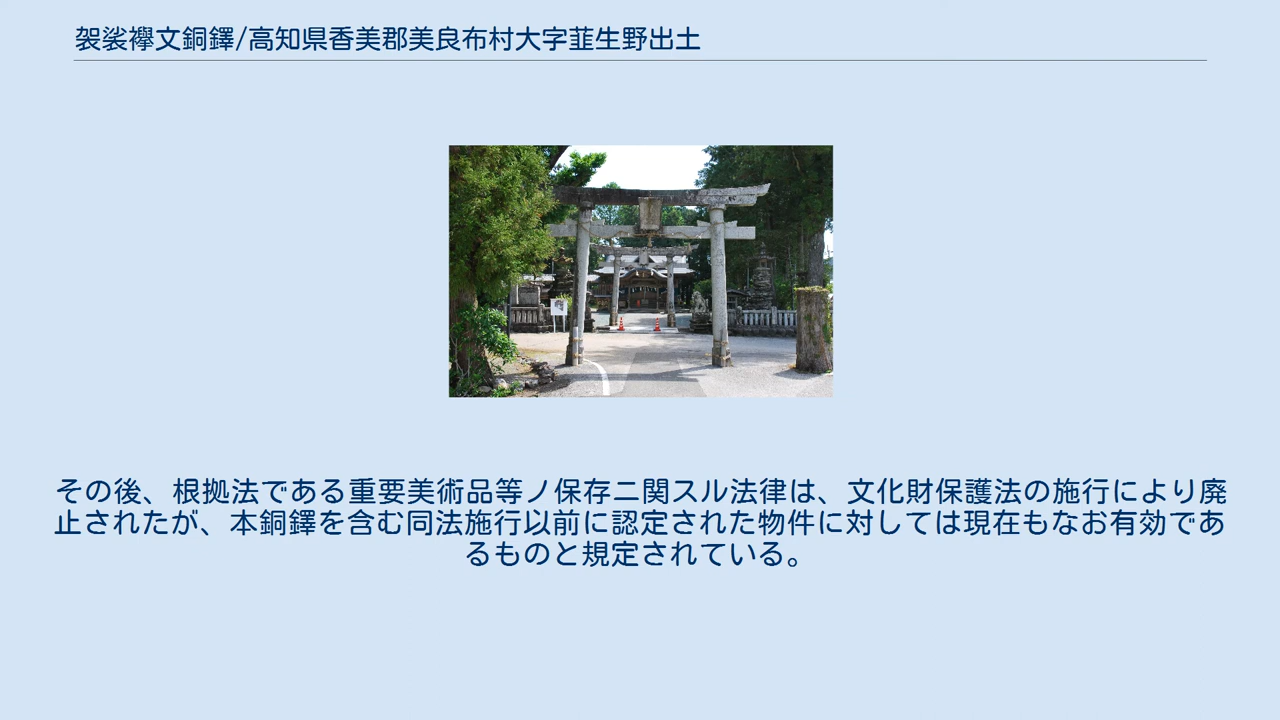 袈裟襷文銅鐸/高知県香美郡美良布村大字韮生野出土
その後、根拠法である重要美術品等ノ保存ニ関スル法律は、文化財保護法の施行により廃
止されたが、本銅鐸を含む同法施行以前に認定された物件に対しては現在もなお有効であ
るものと規定されている。